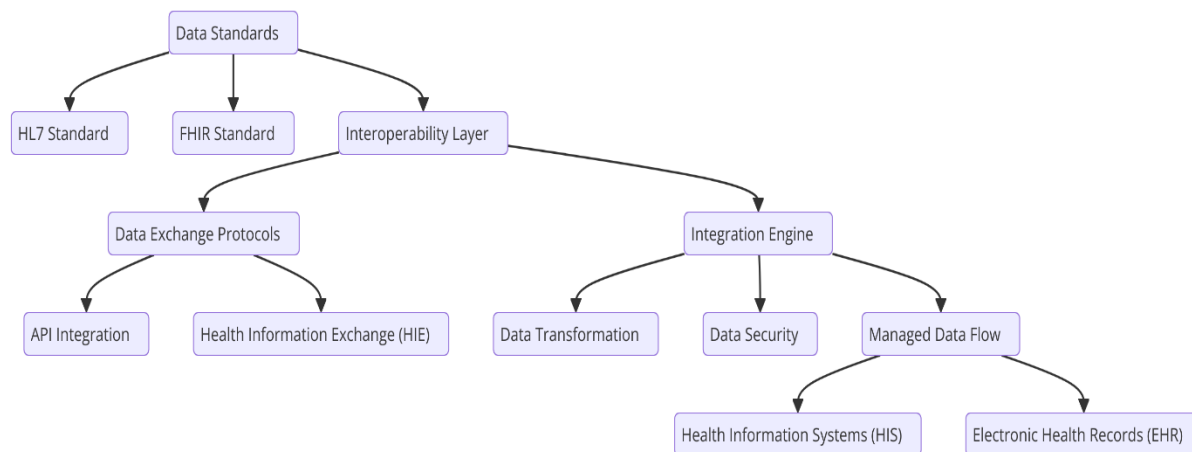 Data Standards
HL7 Standard
FHIR Standard
Interoperability Layer
Data Exchange Protocols
Integration Engine
API Integration
Health Information Exchange (HIE)
Data Transformation
Data Security
Managed Data Flow
Health Information Systems (HIS)
Electronic Health Records (EHR)